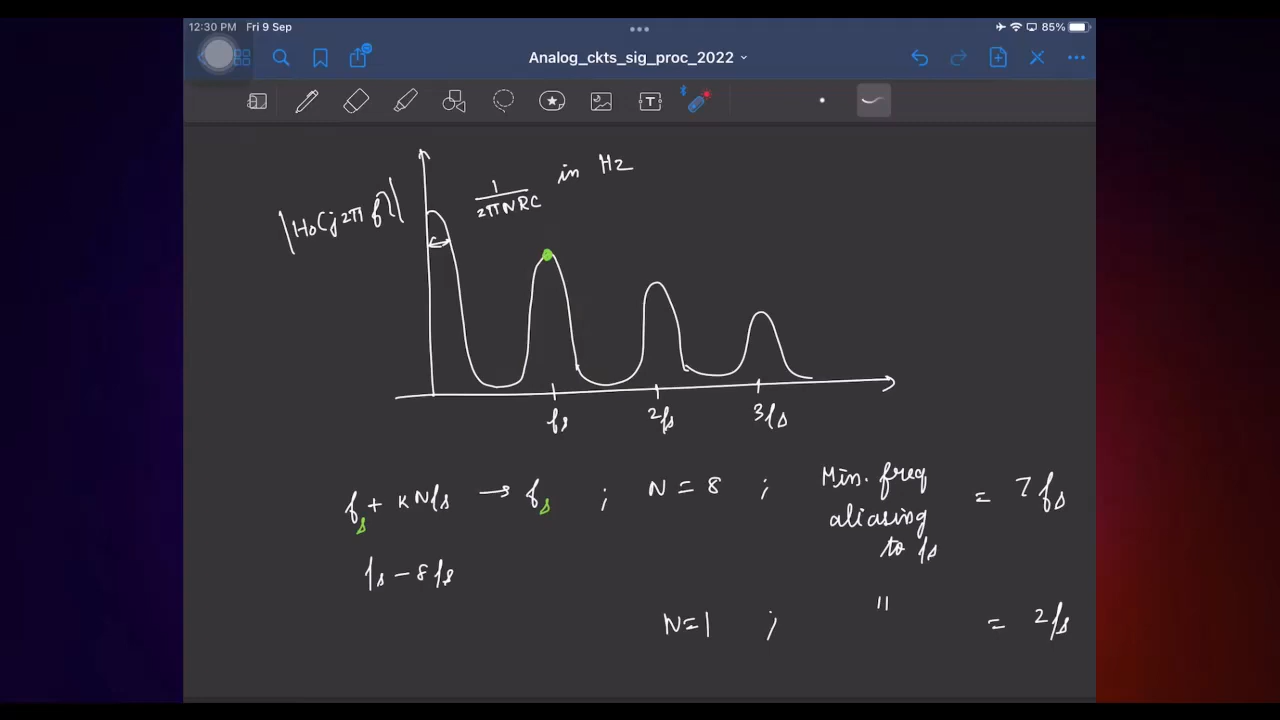 12:30 PM Fri 9 Sep
85%
Analog_ckts_sig_proc_2022
|H₀(j2πf)|
1/2πNRC in Hz
fs 2fs 3fs
fs + KNfs → fs ; N = 8 ; Min. freq aliasing to fs = 7fs
fs - 8fs
N=1 ; " = 2fs